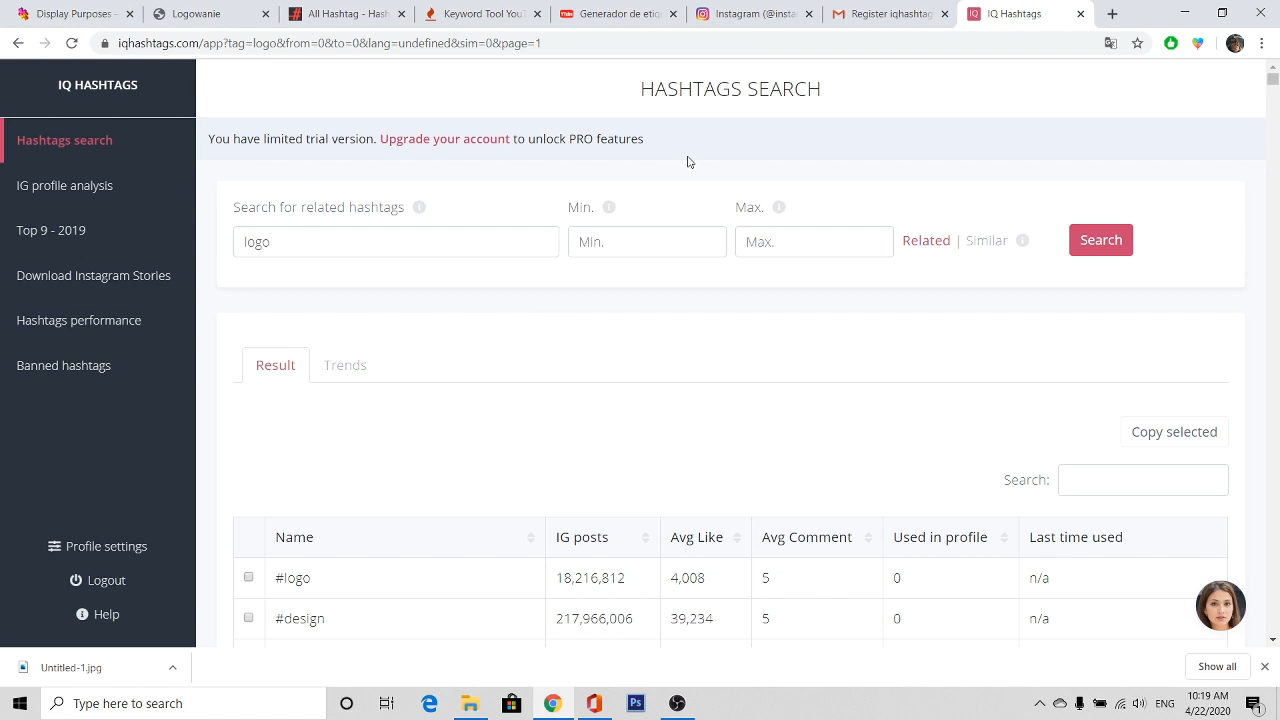 Display Purposes - D
Logowanie
All Hashtag - Hash
Keyword Tool YouT
Generador de etiq
Instagram (@inste
Register iqhashtag
IQ Hashtags
iqhashtags.com/app?tag=logo&from=0&to=0&lang=undefined&sim=0&page=1
IQ HASHTAGS
Hashtags search
IG profile analysis
Top 9 - 2019
Download Instagram Stories
Hashtags performance
Banned hashtags
Profile settings
Logout
Help
HASHTAGS SEARCH
You have limited trial version. Upgrade your account to unlock PRO features
Search for related hashtags
Min.
Max.
logo
Min.
Max.
Related | Similar
Search
Result
Trends
Copy selected
Search:
Name
IG posts
Avg Like
Avg Comment
Used in profile
Last time used
#logo
18,216,812
4,008
5
0
n/a
#design
217,966,006
39,234
5
0
n/a
Untitled-1.jpg
Show all
Type here to search
Ps
ENG
10:19 AM
4/22/2020
1